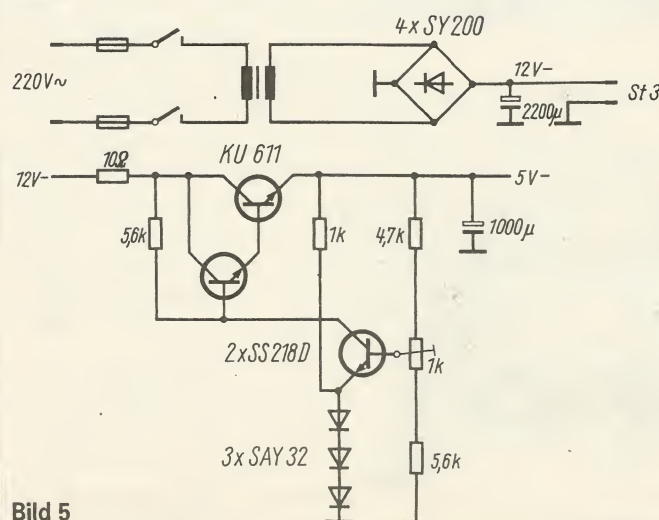 4x SY200
220V~
12V-
2200µ
St 3
10Ω
KU 611
12V-
5V-
5,6k
1k
4,7k
1000µ
2xSS218D
1k
3x SAY 32
5,6k
Bild 5